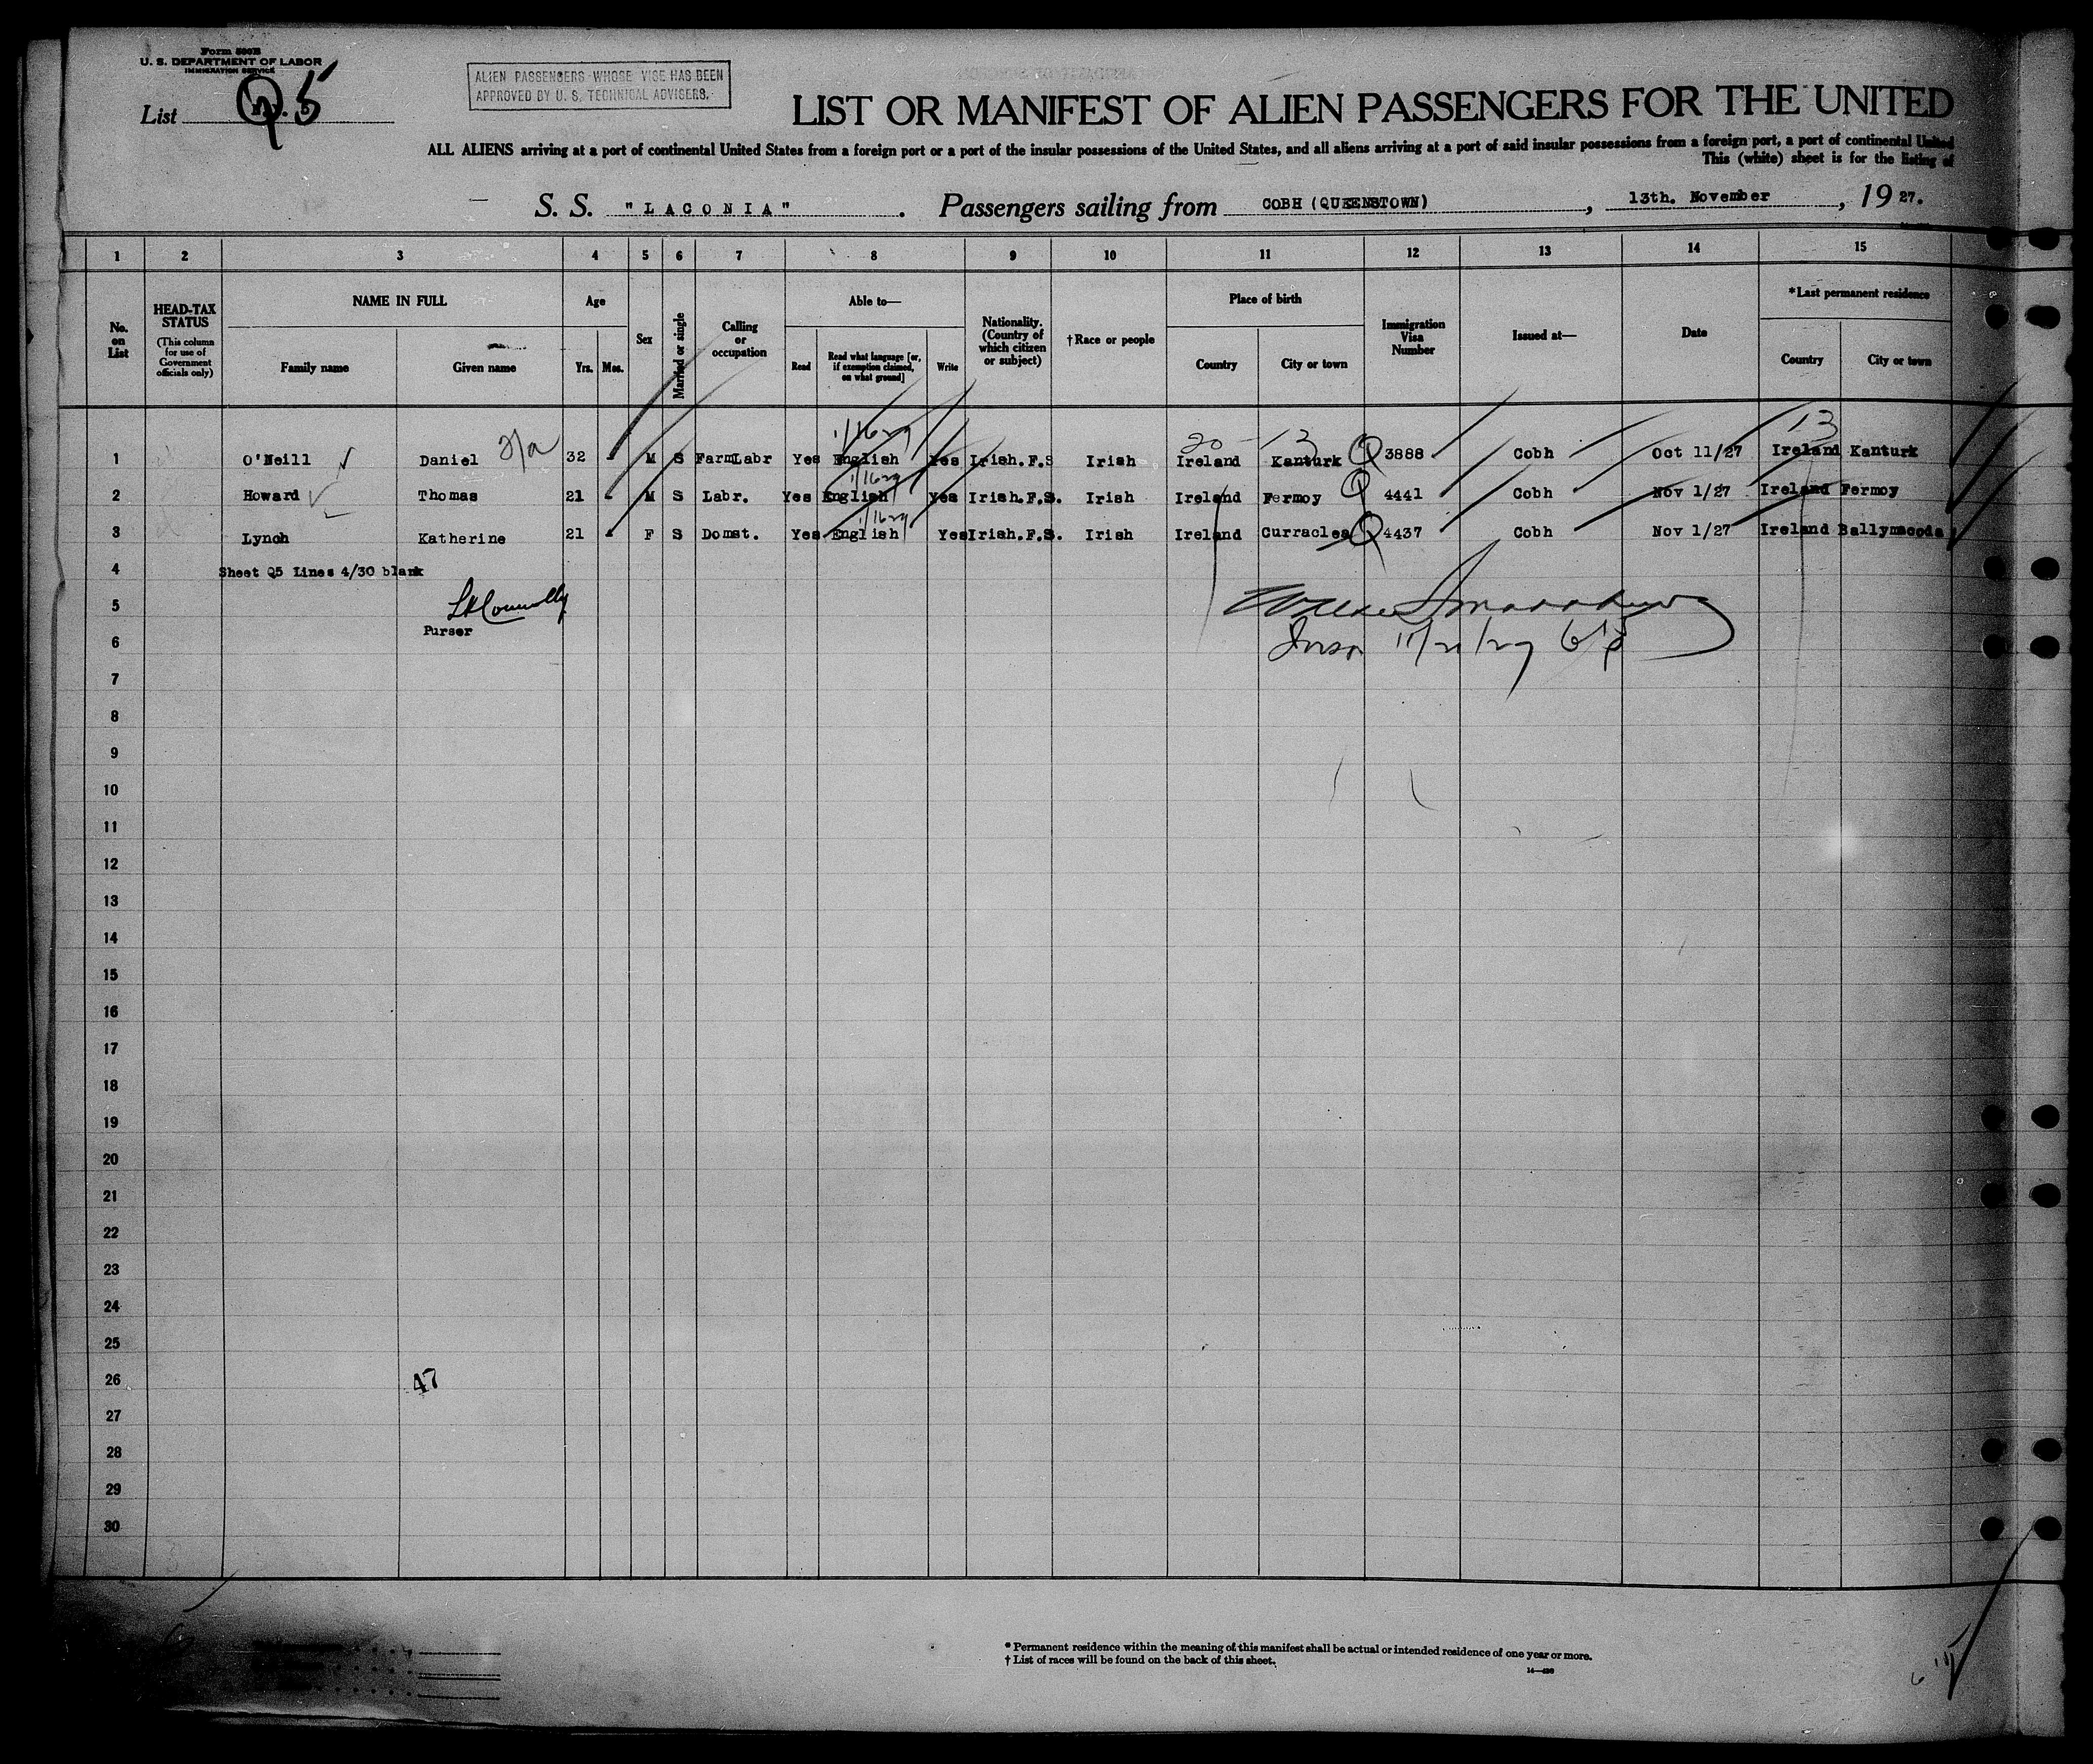 Form 500B
U. S. DEPARTMENT OF LABOR
IMMIGRATION SERVICE
List Q. 5
ALIEN PASSENGERS WHOSE VISE HAS BEEN
APPROVED BY U. S. TECHNICAL ADVISERS.
LIST OR MANIFEST OF ALIEN PASSENGERS FOR THE UNITED
ALL ALIENS arriving at a port of continental United States from a foreign port or a port of the insular possessions of the United States, and all aliens arriving at a port of said insular possessions from a foreign port, a port of continental United
This (white) sheet is for the listing of
S. S. "LACONIA". Passengers sailing from COBH (QUEENSTOWN), 13th. November, 1927.
1 2 3 4 5 6 7 8 9 10 11 12 13 14 15
No. on List
HEAD-TAX STATUS
(This column for use of Government officials only)
NAME IN FULL
Family name Given name
Age
Yrs. Mos.
Sex
Married or single
Calling or occupation
Able to—
Read Read what language [or, if exemption claimed, on what ground] Write
Nationality. (Country of which citizen or subject)
†Race or people
Place of birth
Country City or town
Immigration Visa Number
Issued at—
Date
*Last permanent residence
Country City or town
20 13 13
1 O'Neill Daniel 32 M S FarmLabr Yes English Yes Irish.F.S Irish Ireland Kanturk Q 3888 Cobh Oct 11/27 Ireland Kanturk
2 Howard Thomas 21 M S Labr. Yes English Yes Irish.F.S. Irish Ireland Fermoy Q 4441 Cobh Nov 1/27 Ireland Fermoy
3 Lynch Katherine 21 F S Domst. Yes English Yes Irish.F.S. Irish Ireland Curraclea Q 4437 Cobh Nov 1/27 Ireland Ballymacoda
4 Sheet Q5 Lines 4/30 blank
5
Purser
6
7
8
9
10
11
12
13
14
15
16
17
18
19
20
21
22
23
24
25
26 47
27
28
29
30
* Permanent residence within the meaning of this manifest shall be actual or intended residence of one year or more.
† List of races will be found on the back of this sheet.